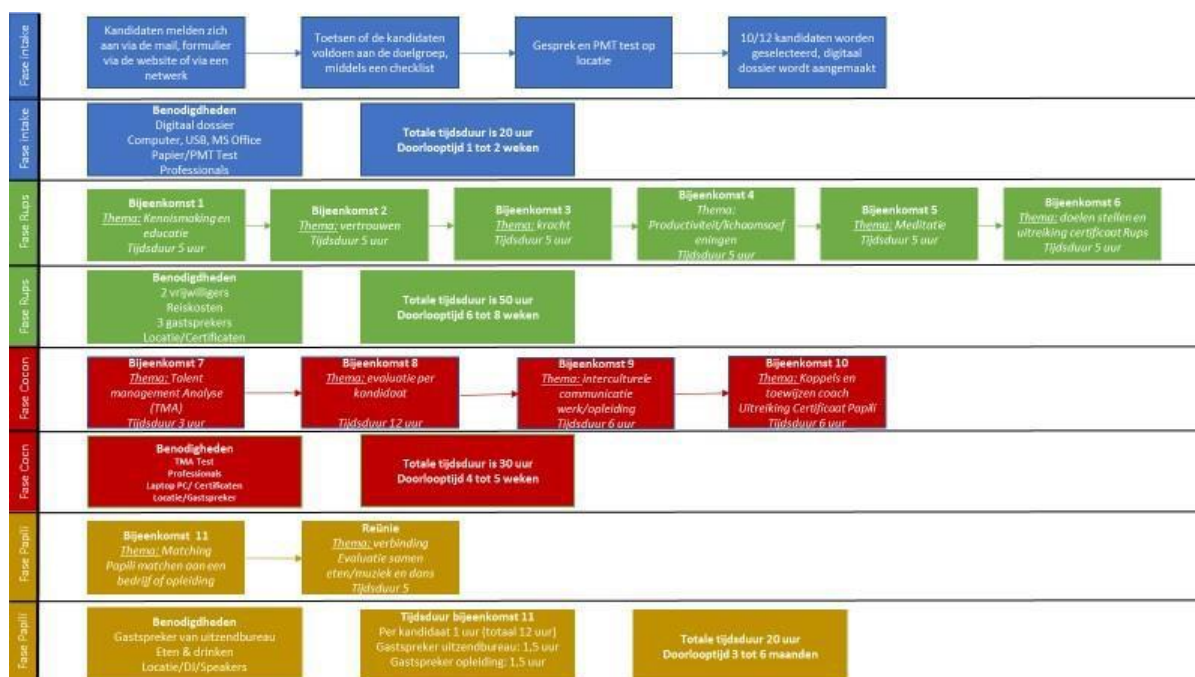 Fase intake
Kandidaten melden zich
aan via de mail, formulier
via de website of via een
netwerk
Toetsen of de kandidaten
voldoen aan de doelgroep,
middels een checklist
Gesprek en PMT test op
locatie
10/12 kandidaten worden
geselecteerd, digitaal
dossier wordt aangemaakt
Fase intake
Benodigdheden
Digitaal dossier
Computer, USB, MS Office
Papier/PMT Test
Professionals
Totale tijdsduur is 20 uur
Doorlooptijd 1 tot 2 weken
Fase Rups
Bijeenkomst 1
Thema: Kennismaking en
educatie
Tijdsduur 5 uur
Bijeenkomst 2
Thema: vertrouwen
Tijdsduur 5 uur
Bijeenkomst 3
Thema: kracht
Tijdsduur 5 uur
Bijeenkomst 4
Thema:
Productiviteit/lichaamsoef
eningen
Tijdsduur 5 uur
Bijeenkomst 5
Thema: Meditatie
Tijdsduur 5 uur
Bijeenkomst 6
Thema: doelen stellen en
uitreiking certificaat Rups
Tijdsduur 5 uur
Fase Rups
Benodigdheden
2 vrijwilligers
Reiskosten
3 gastsprekers
Locatie/Certificaten
Totale tijdsduur is 50 uur
Doorlooptijd 6 tot 8 weken
Fase Cocon
Bijeenkomst 7
Thema: Talent
management Analyse
(TMA)
Tijdsduur 3 uur
Bijeenkomst 8
Thema: evaluatie per
kandidaat
Tijdsduur 12 uur
Bijeenkomst 9
Thema: interculturele
communicatie
werk/opleiding
Tijdsduur 6 uur
Bijeenkomst 10
Thema: Koppels en
toewijzen coach
Uitreiking Certificaat Papili
Tijdsduur 6 uur
Fase Cocn
Benodigheden
TMA Test
Professionals
Laptop PC/ Certificaten
Locatie/Gastspreker
Totale tijdsduur is 30 uur
Doorlooptijd 4 tot 5 weken
Fase Papili
Bijeenkomst 11
Thema: Matching
Papili matchen aan een
bedrijf of opleiding
Reünie
Thema: verbinding
Evaluatie samen
eten/muziek en dans
Tijdsduur 5
Fase Papili
Benodigdheden
Gastspreker van uitzendbureau
Eten & drinken
Locatie/DJ/Speakers
Tijdsduur bijeenkomst 11
Per kandidaat 1 uur (totaal 12 uur)
Gastspreker uitzendbureau: 1,5 uur
Gastspreker opleiding: 1,5 uur
Totale tijdsduur 20 uur
Doorlooptijd 3 tot 6 maanden